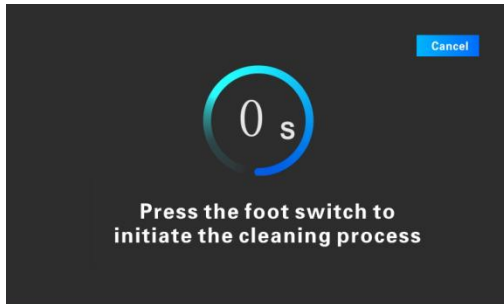 Cancel
0 s
Press the foot switch to
initiate the cleaning process